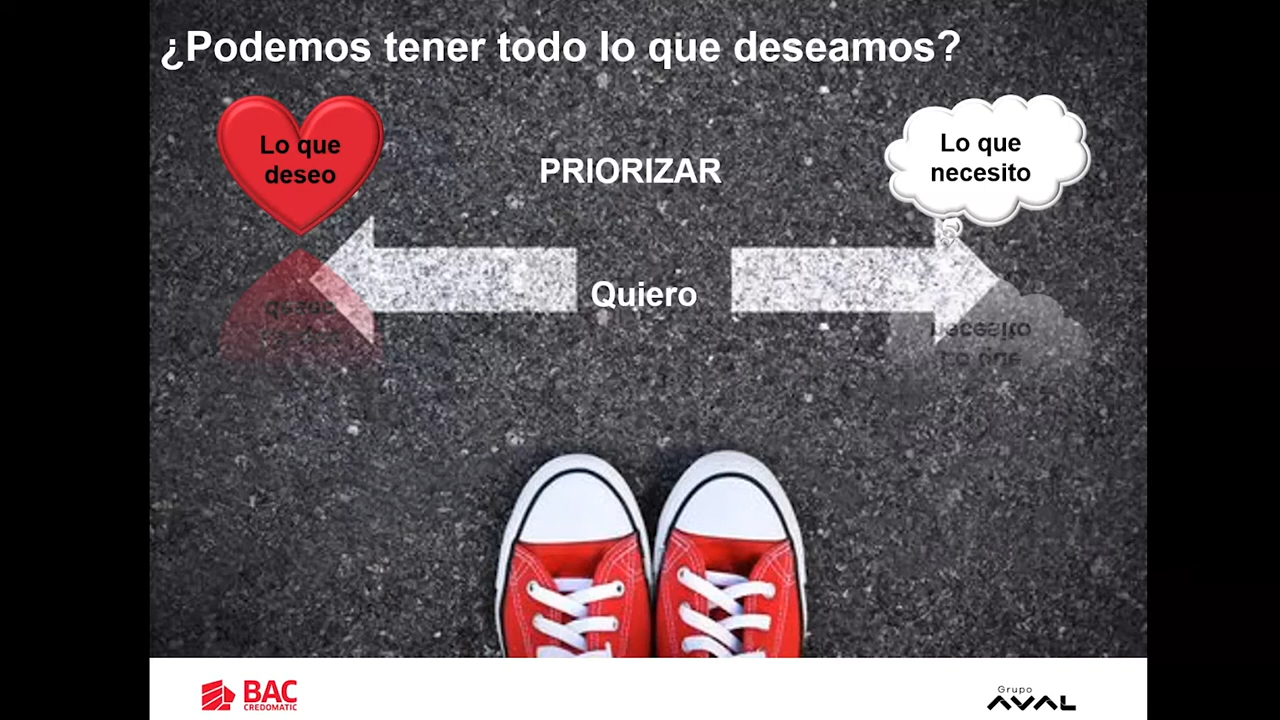 ¿Podemos tener todo lo que deseamos?
Lo que
deseo
PRIORIZAR
Lo que
necesito
Quiero
BAC
CREDOMATIC
Grupo
AVAL